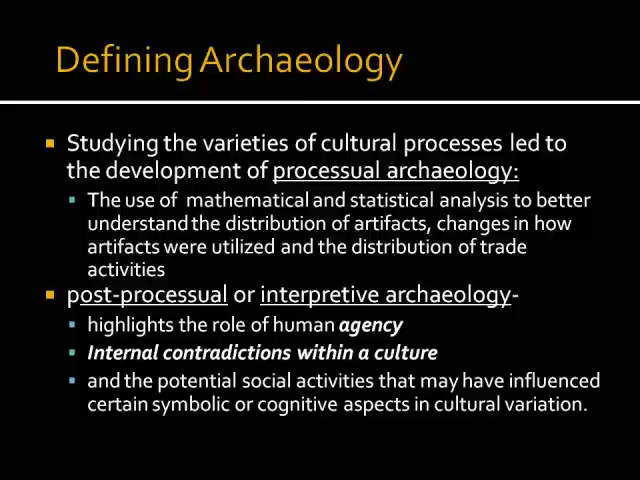 Defining Archaeology
Studying the varieties of cultural processes led to
the development of processual archaeology:
The use of mathematical and statistical analysis to better
understand the distribution of artifacts, changes in how
artifacts were utilized and the distribution of trade
activities
post-processual or interpretive archaeology-
highlights the role of human agency
Internal contradictions within a culture
and the potential social activities that may have influenced
certain symbolic or cognitive aspects in cultural variation.